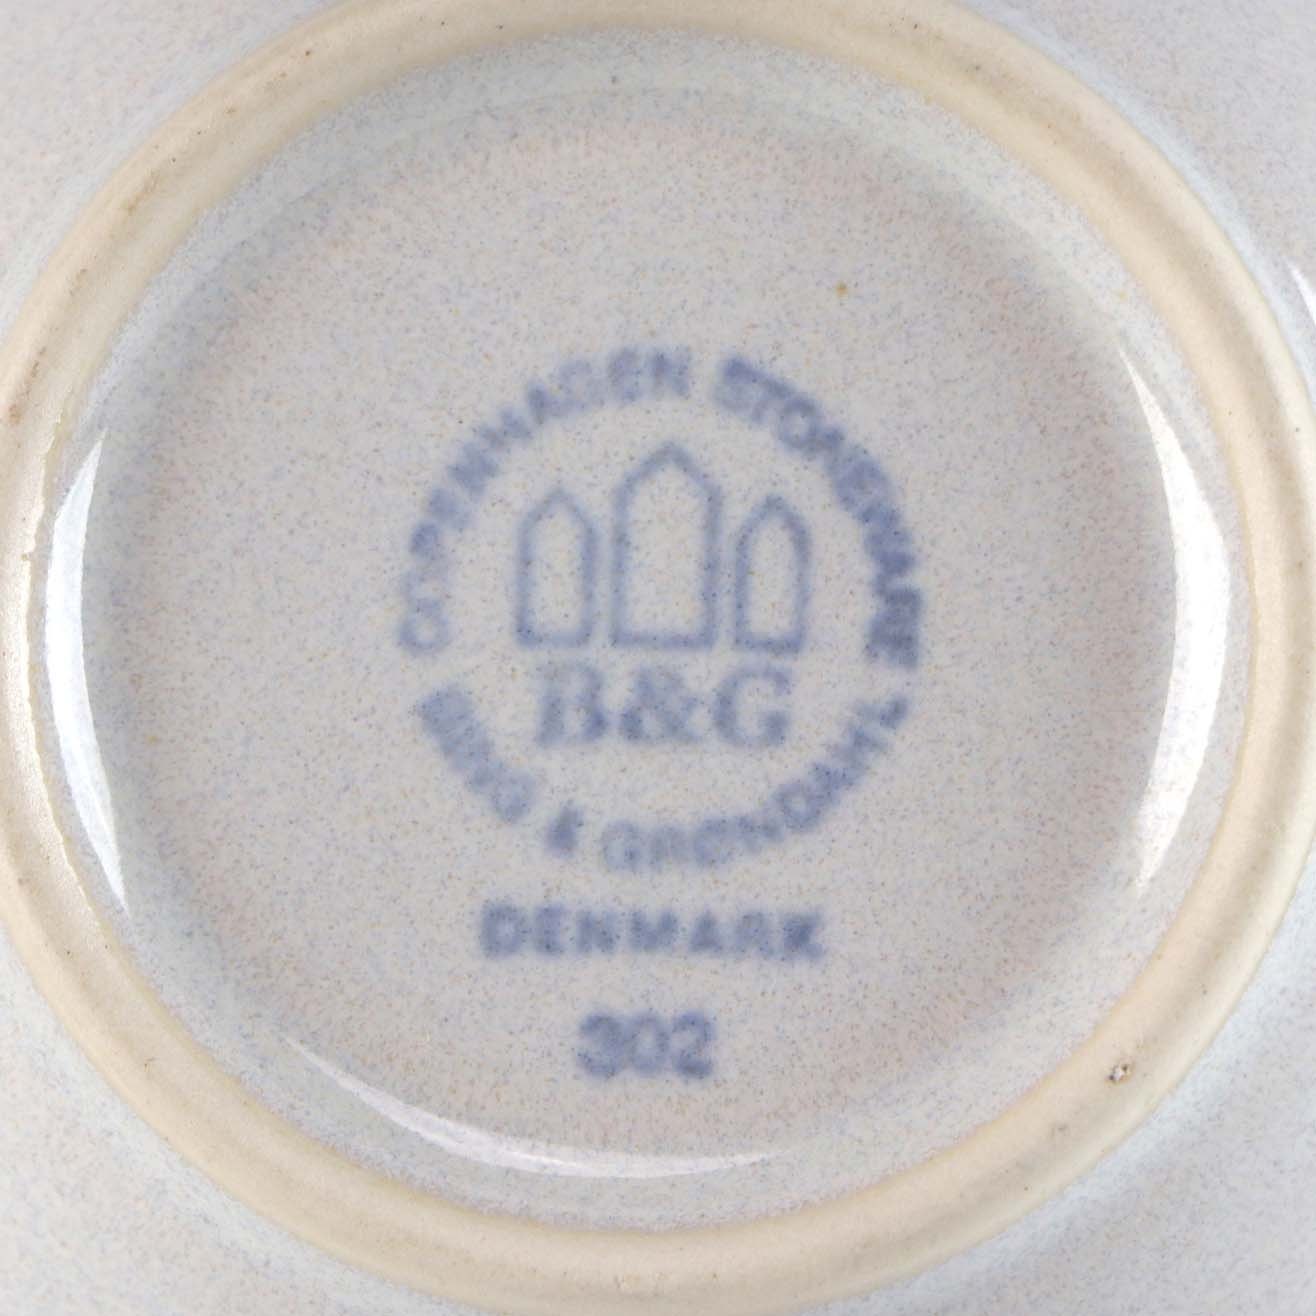 COPENHAGEN STONEWARE
B&G
BING & GRØNDAHL
DENMARK
302